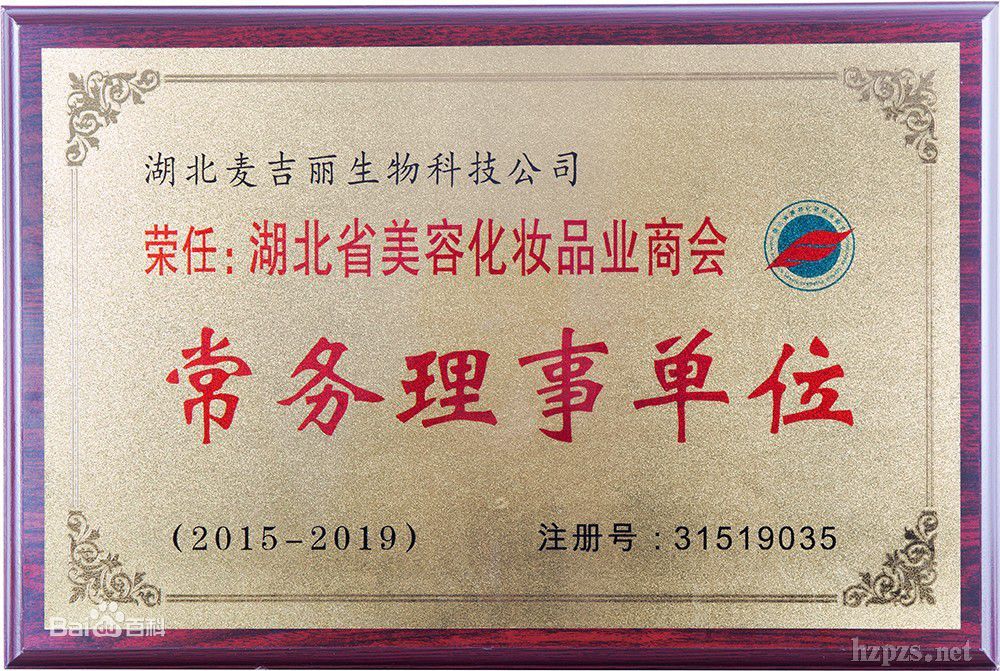 湖北麦吉丽生物科技公司
荣任：湖北省美容化妆品业商会
常务理事单位
(2015-2019)
注册号：31519035
Bai百科
hzpzs.net